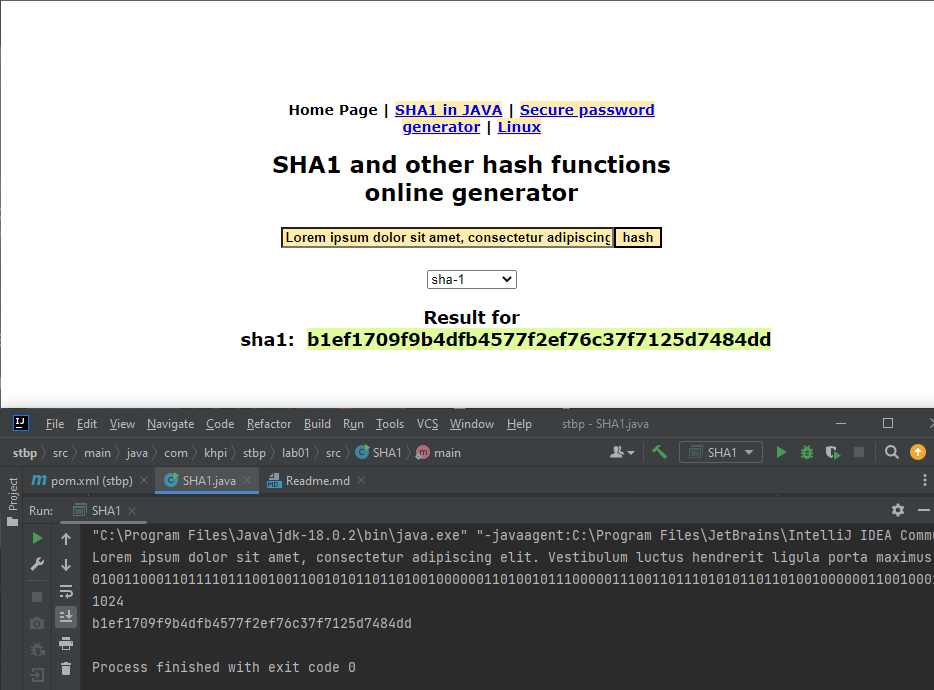 Home Page | SHA1 in JAVA | Secure password
generator | Linux
SHA1 and other hash functions
online generator
Lorem ipsum dolor sit amet, consectetur adipiscing hash
sha-1
Result for
sha1: b1ef1709f9b4dfb4577f2ef76c37f7125d7484dd
File Edit View Navigate Code Refactor Build Run Tools VCS Window Help stbp - SHA1.java
stbp src main java com khpi stbp lab01 src SHA1 main SHA1
pom.xml (stbp) SHA1.java Readme.md
Project
Run: SHA1
"C:\Program Files\Java\jdk-18.0.2\bin\java.exe" "-javaagent:C:\Program Files\JetBrains\IntelliJ IDEA Commu
Lorem ipsum dolor sit amet, consectetur adipiscing elit. Vestibulum luctus hendrerit ligula porta maximus.
1024
b1ef1709f9b4dfb4577f2ef76c37f7125d7484dd
Process finished with exit code 0